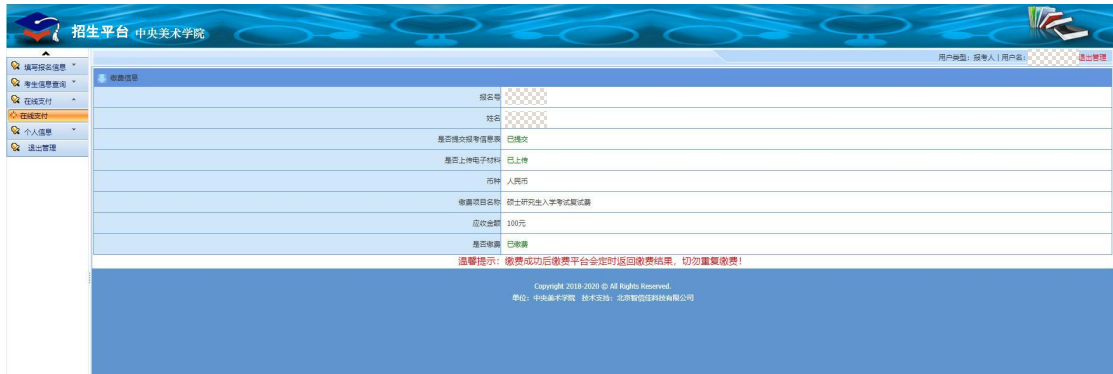 招生平台 中央美术学院
用户类型：报考人 | 用户名： 退出管理
填写报名信息
考生信息查询
在线支付
在线支付
个人信息
退出管理
缴费信息
报名号
姓名
是否提交报考信息表 已提交
是否上传电子材料 已上传
币种 人民币
缴费项目名称 硕士研究生入学考试复试费
应收金额 100元
是否缴费 已缴费
温馨提示：缴费成功后缴费平台会定时返回缴费结果，切勿重复缴费！
Copyright 2018-2020 @ All Rights Reserved.
单位：中央美术学院 技术支持：北京智信佳科技有限公司